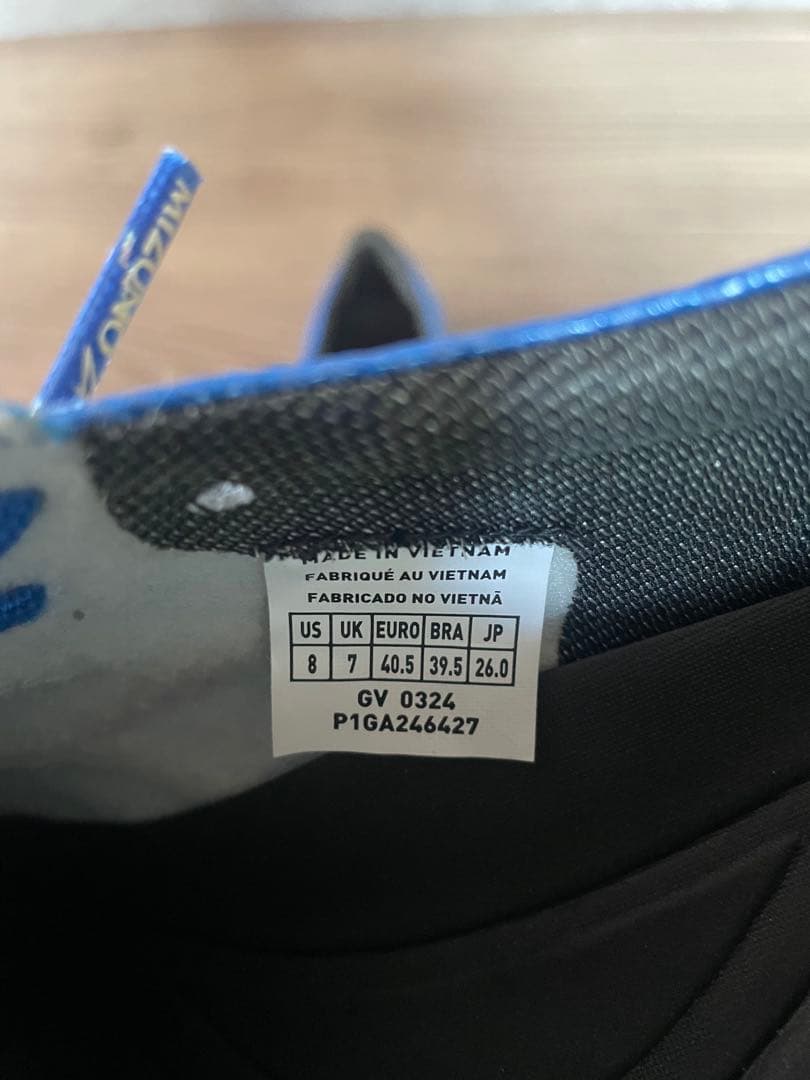 MIZUNO
MADE IN VIETNAM
FABRIQUÉ AU VIETNAM
FABRICADO NO VIETNÃ
US UK EURO BRA JP
8 7 40.5 39.5 26.0
GV 0324
P1GA246427